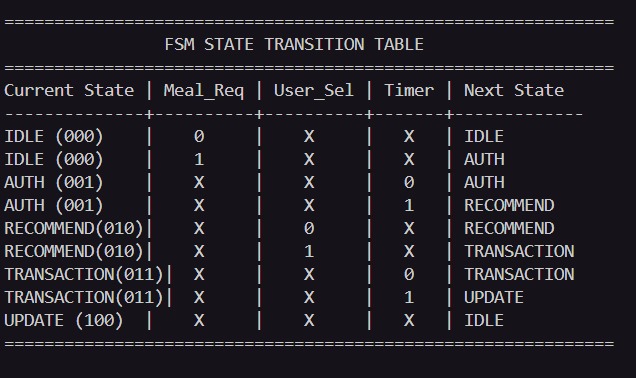 =============================================================
                FSM STATE TRANSITION TABLE
=============================================================
Current State | Meal_Req | User_Sel | Timer | Next State
--------------+----------+----------+-------+-------------
IDLE (000)    |    0     |    X     |   X   | IDLE
IDLE (000)    |    1     |    X     |   X   | AUTH
AUTH (001)    |    X     |    X     |   0   | AUTH
AUTH (001)    |    X     |    X     |   1   | RECOMMEND
RECOMMEND(010)|    X     |    0     |   X   | RECOMMEND
RECOMMEND(010)|    X     |    1     |   X   | TRANSACTION
TRANSACTION(011)|  X     |    X     |   0   | TRANSACTION
TRANSACTION(011)|  X     |    X     |   1   | UPDATE
UPDATE (100)  |    X     |    X     |   X   | IDLE
=============================================================